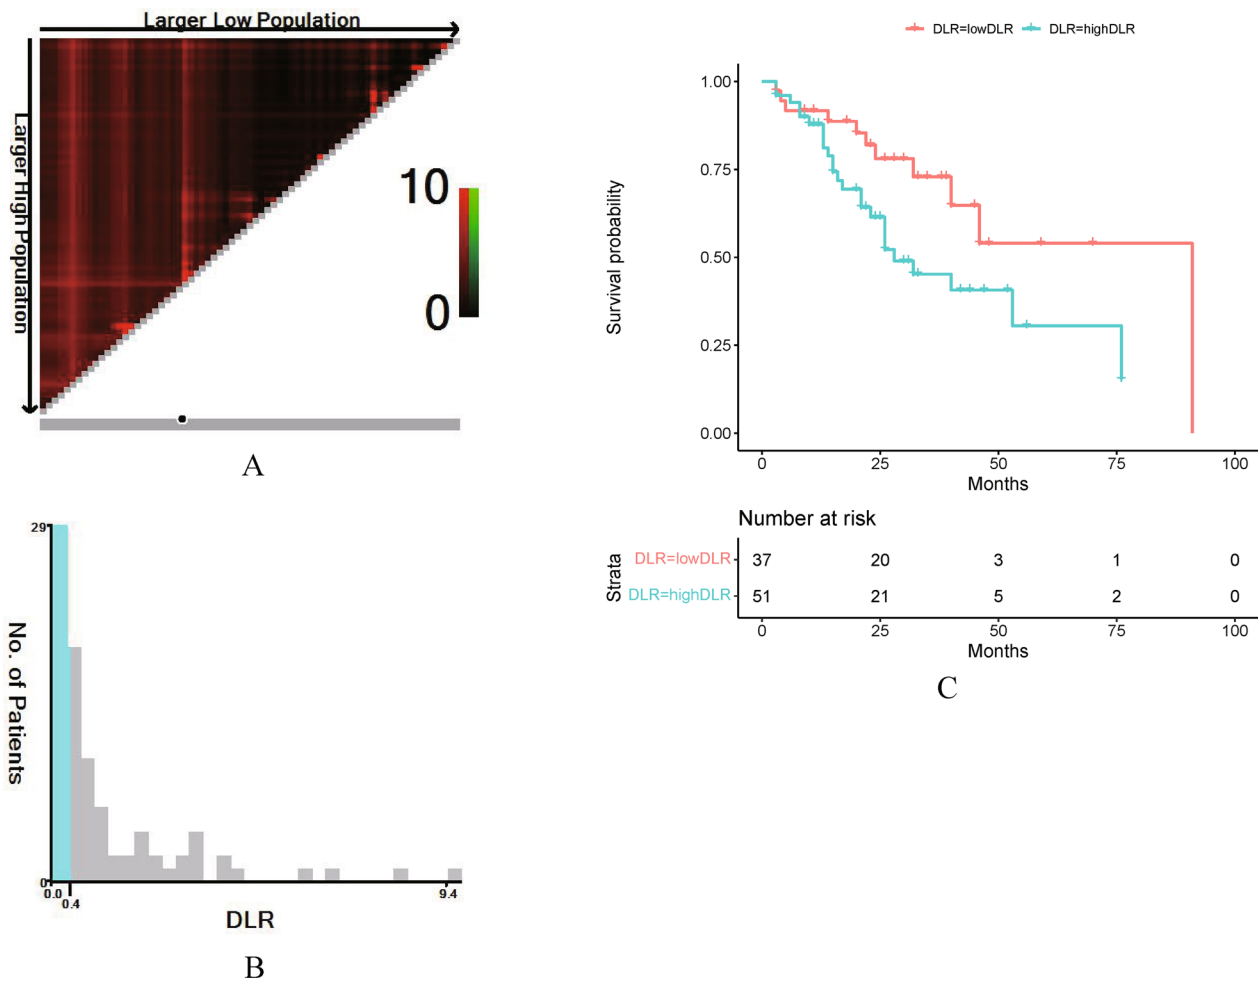 Larger Low Population
Larger High Population
10
0
A
29
0
No. of Patients
0.0
0.4
9.4
DLR
B
DLR=lowDLR DLR=highDLR
Survival probability
1.00
0.75
0.50
0.25
0.00
0 25 50 75 100
Months
Number at risk
Strata
DLR=lowDLR 37 20 3 1 0
DLR=highDLR 51 21 5 2 0
0 25 50 75 100
Months
C